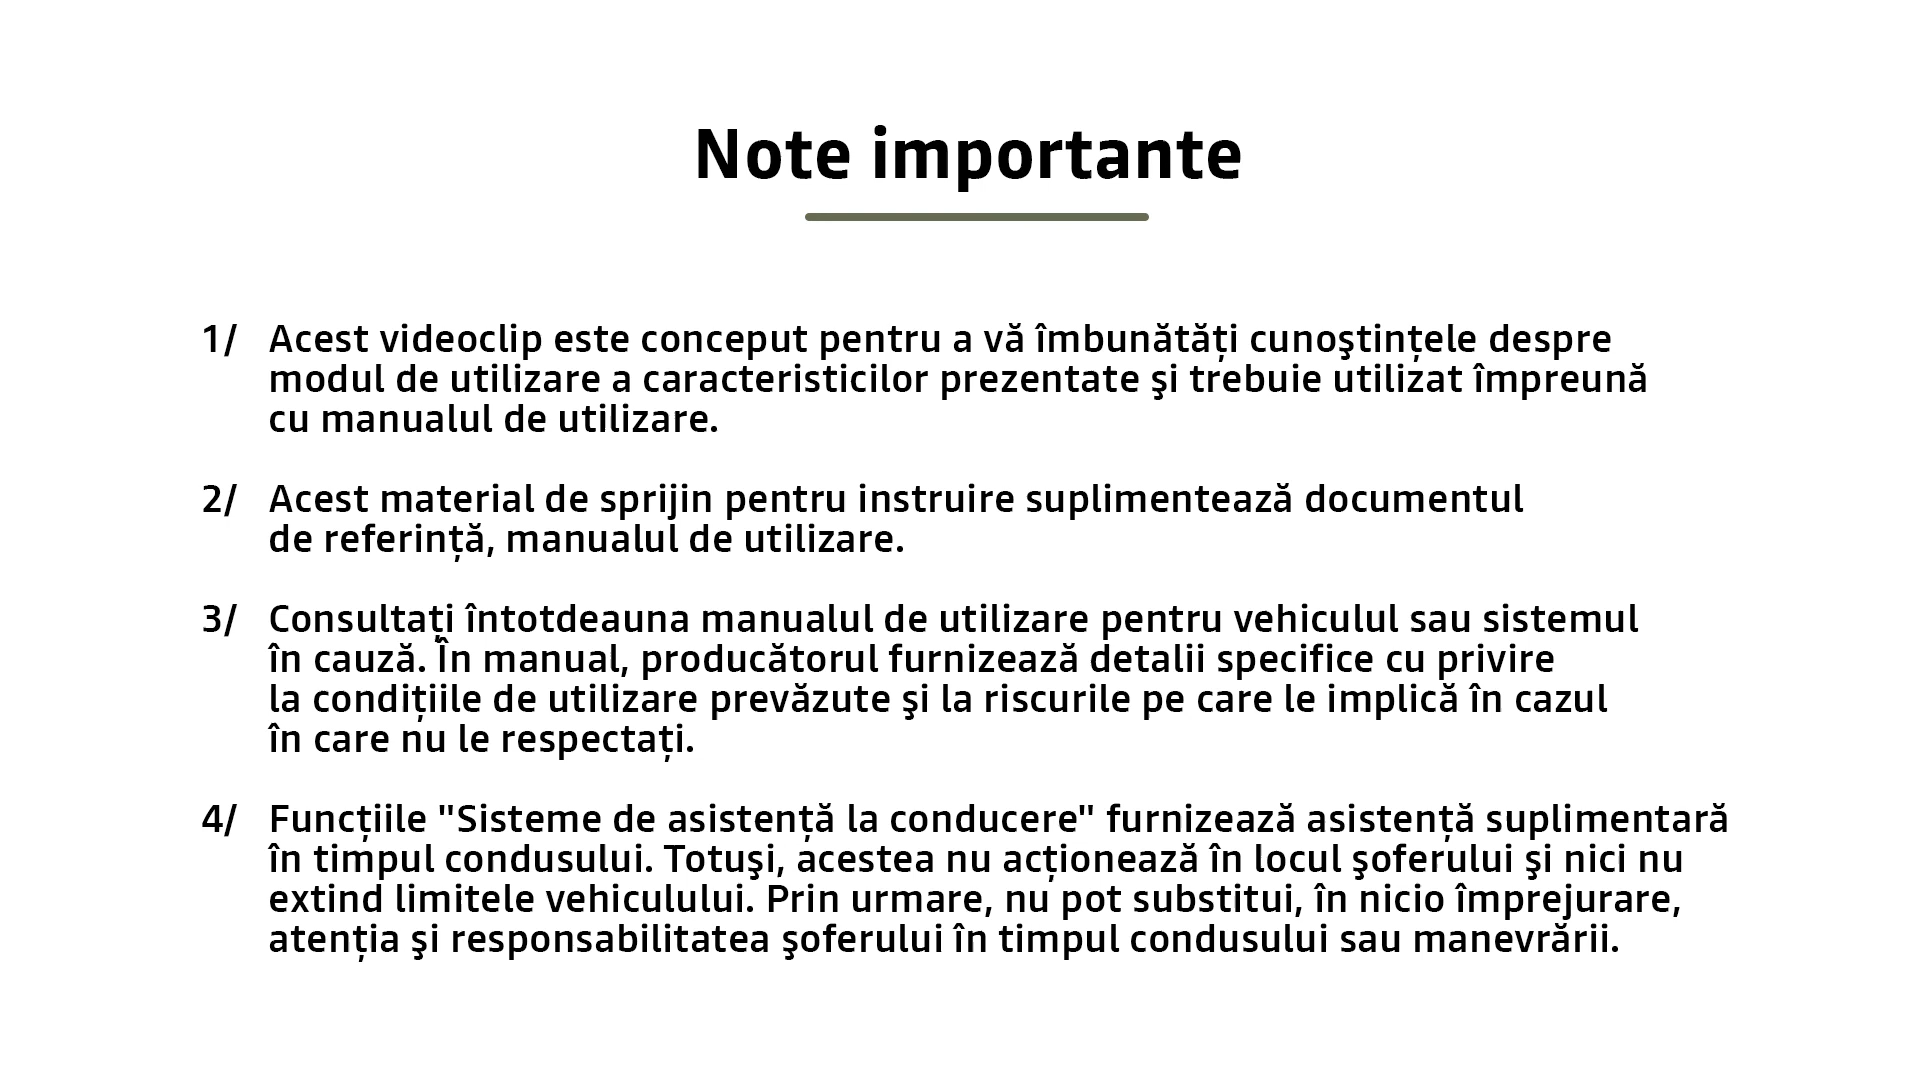 Note importante
1/ Acest videoclip este conceput pentru a vă îmbunătăți cunoştințele despre
modul de utilizare a caracteristicilor prezentate şi trebuie utilizat împreună
cu manualul de utilizare.
2/ Acest material de sprijin pentru instruire suplimentează documentul
de referință, manualul de utilizare.
3/ Consultați întotdeauna manualul de utilizare pentru vehiculul sau sistemul
în cauză. În manual, producătorul furnizează detalii specifice cu privire
la condițiile de utilizare prevăzute şi la riscurile pe care le implică în cazul
în care nu le respectați.
4/ Funcțiile "Sisteme de asistență la conducere" furnizează asistență suplimentară
în timpul condusului. Totuşi, acestea nu acționează în locul şoferului şi nici nu
extind limitele vehiculului. Prin urmare, nu pot substitui, în nicio împrejurare,
atenția şi responsabilitatea şoferului în timpul condusului sau manevrării.